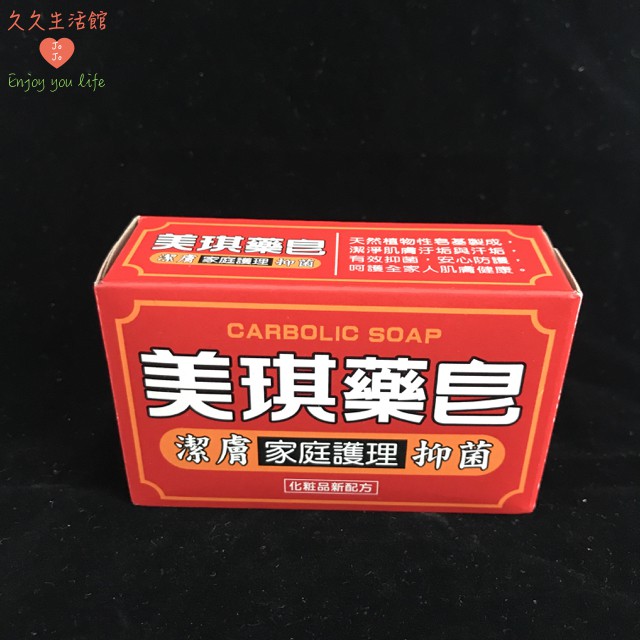 久久生活館
Jo
Jo
Enjoy you life
美琪藥皂
潔膚 家庭護理 抑菌
天然植物性皂基製成，
潔淨肌膚汙垢與汗垢，
有效抑菌，安心防護，
呵護全家人肌膚健康。
CARBOLIC SOAP
美琪藥皂
潔膚 家庭護理 抑菌
化粧品新配方